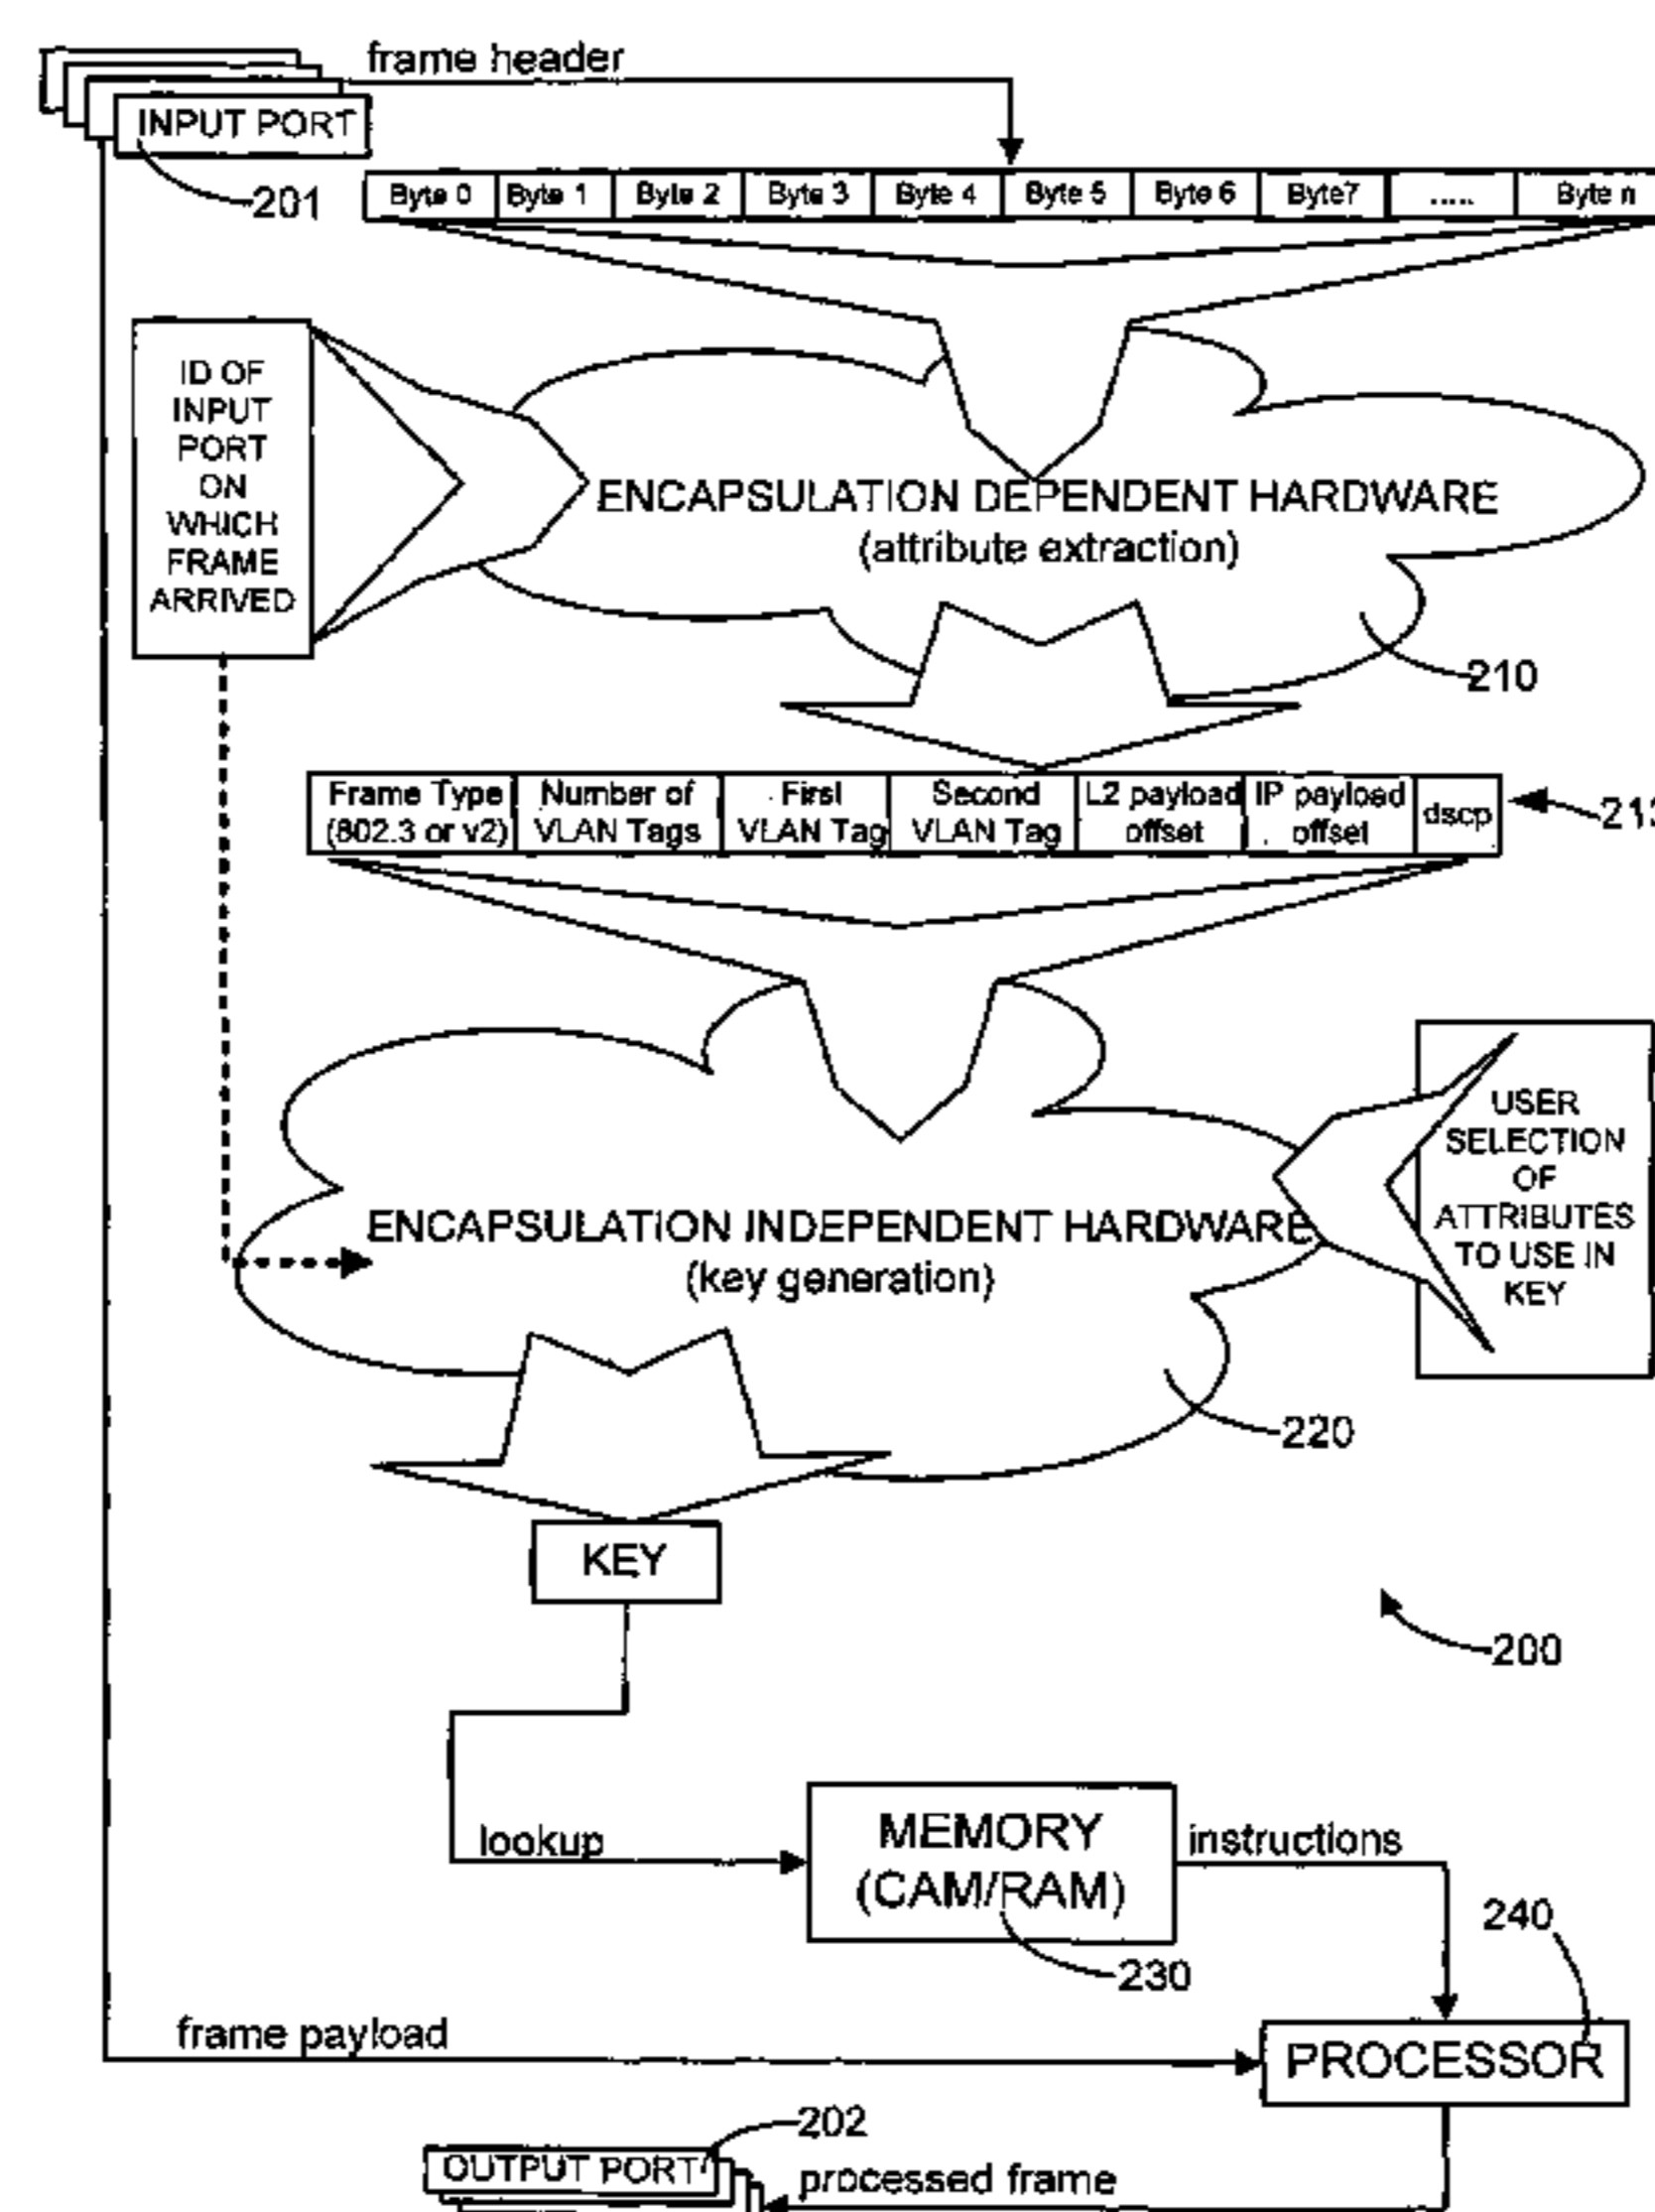 frame header
INPUT PORT
201
Byte 0 Byte 1 Byte 2 Byte 3 Byte 4 Byte 5 Byte 6 Byte7 ..... Byte n
ID OF
INPUT
PORT
ON
WHICH
FRAME
ARRIVED
ENCAPSULATION DEPENDENT HARDWARE
(attribute extraction)
210
Frame Type
(802.3 or v2)
Number of
VLAN Tags
First
VLAN Tag
Second
VLAN Tag
L2 payload
offset
IP payload
offset
dscp
213
USER
SELECTION
OF
ATTRIBUTES
TO USE IN
KEY
ENCAPSULATION INDEPENDENT HARDWARE
(key generation)
220
KEY
200
lookup
MEMORY
(CAM/RAM)
instructions
230
240
frame payload
PROCESSOR
202
OUTPUT PORT
processed frame